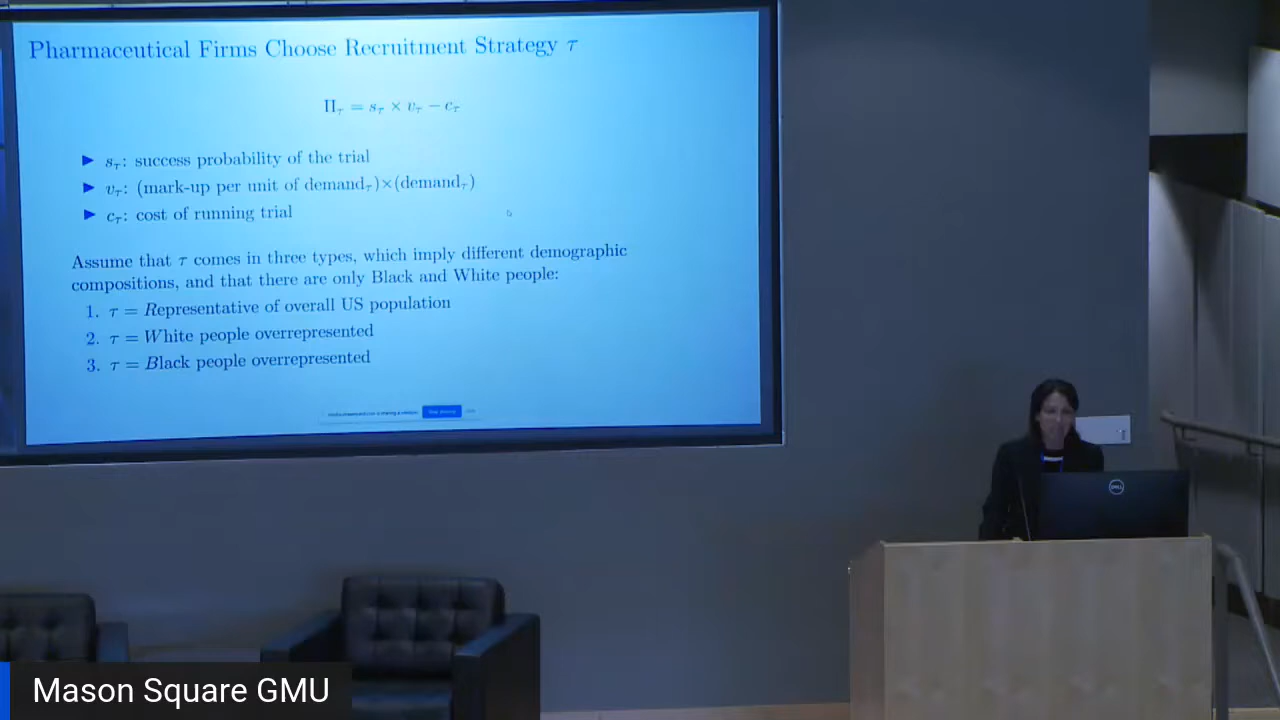 Pharmaceutical Firms Choose Recruitment Strategy τ
Π_τ = s_τ × v_τ − c_τ
► s_τ: success probability of the trial
► v_τ: (mark-up per unit of demand_τ)×(demand_τ)
► c_τ: cost of running trial
Assume that τ comes in three types, which imply different demographic
compositions, and that there are only Black and White people:
1. τ = Representative of overall US population
2. τ = White people overrepresented
3. τ = Black people overrepresented
DELL
Mason Square GMU